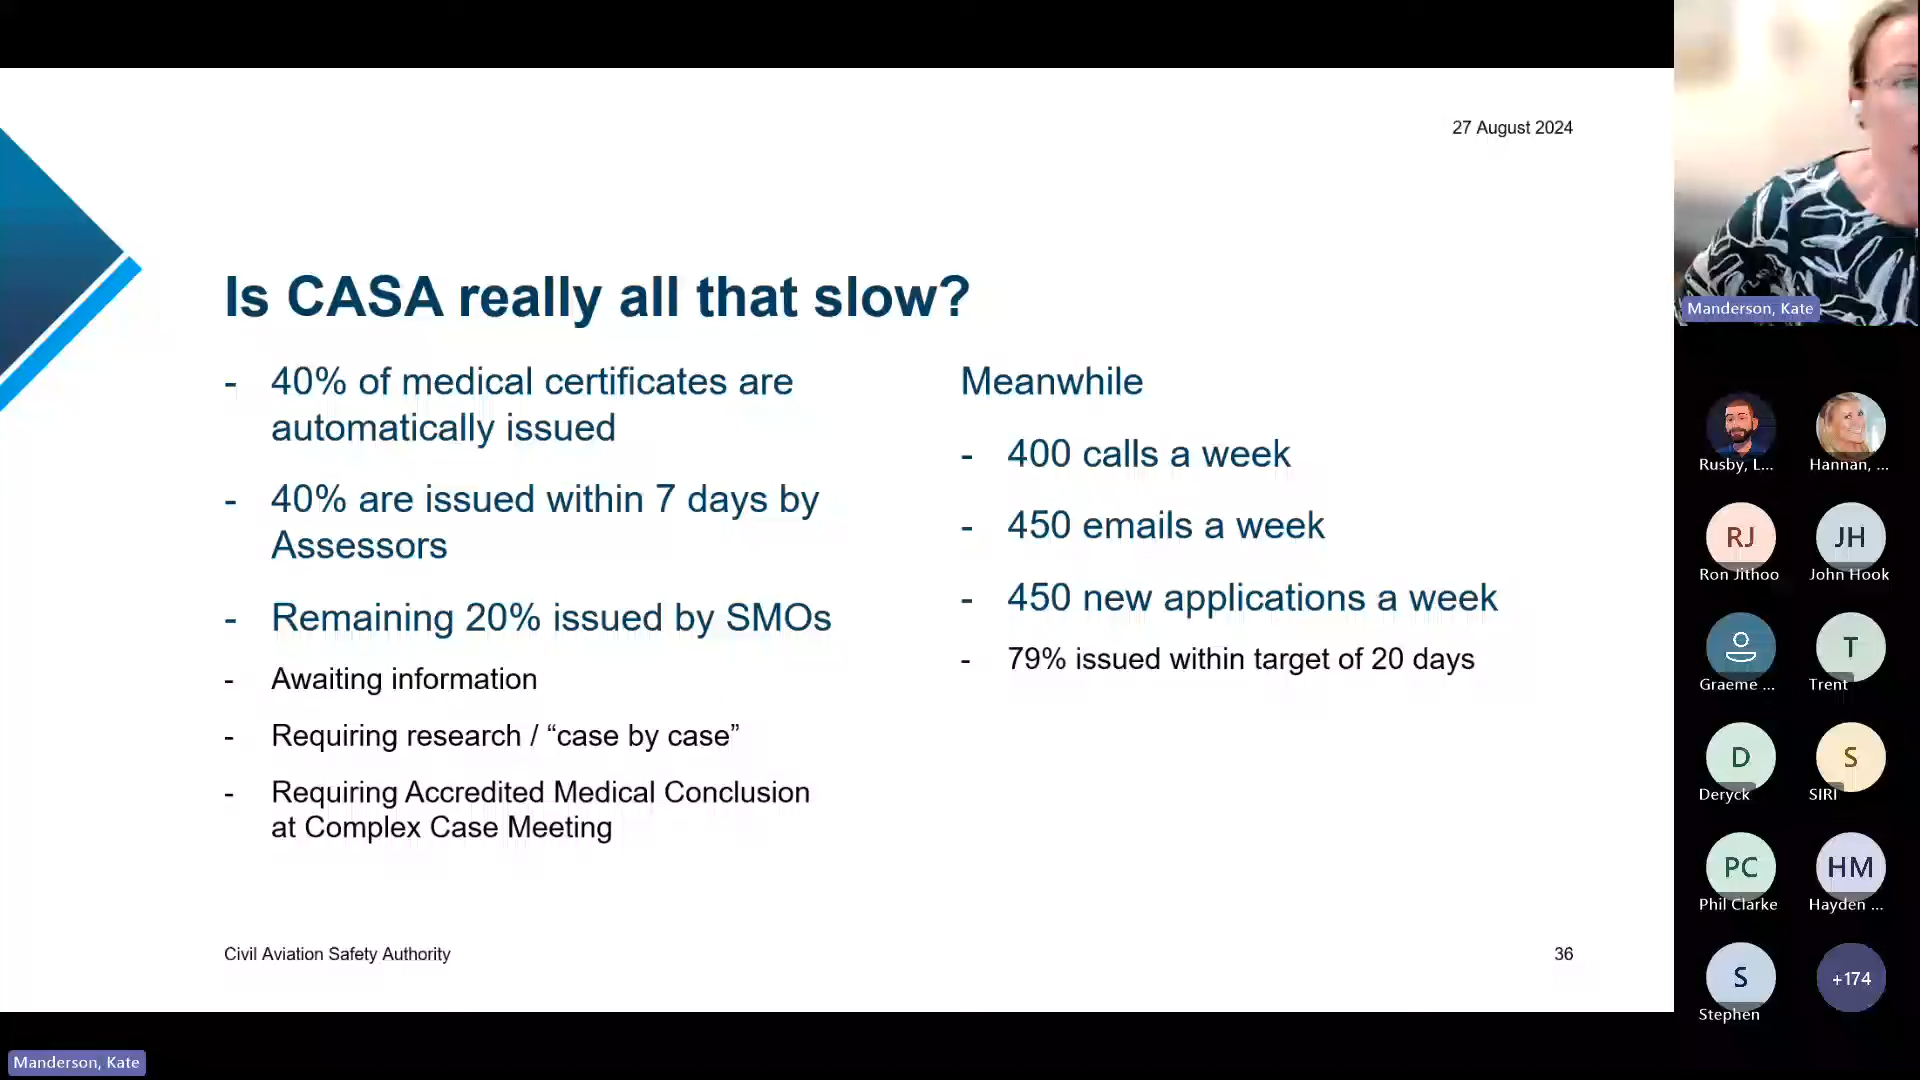 27 August 2024
Is CASA really all that slow?
- 40% of medical certificates are
automatically issued
- 40% are issued within 7 days by
Assessors
- Remaining 20% issued by SMOs
- Awaiting information
- Requiring research / “case by case”
- Requiring Accredited Medical Conclusion
at Complex Case Meeting
Meanwhile
- 400 calls a week
- 450 emails a week
- 450 new applications a week
- 79% issued within target of 20 days
Civil Aviation Safety Authority
36
Manderson, Kate
Rusby, L...
Hannan, ...
RJ
JH
Ron Jithoo
John Hook
T
Graeme ...
Trent
D
S
Deryck
SIRI
PC
HM
Phil Clarke
Hayden ...
S
+174
Stephen
Manderson, Kate